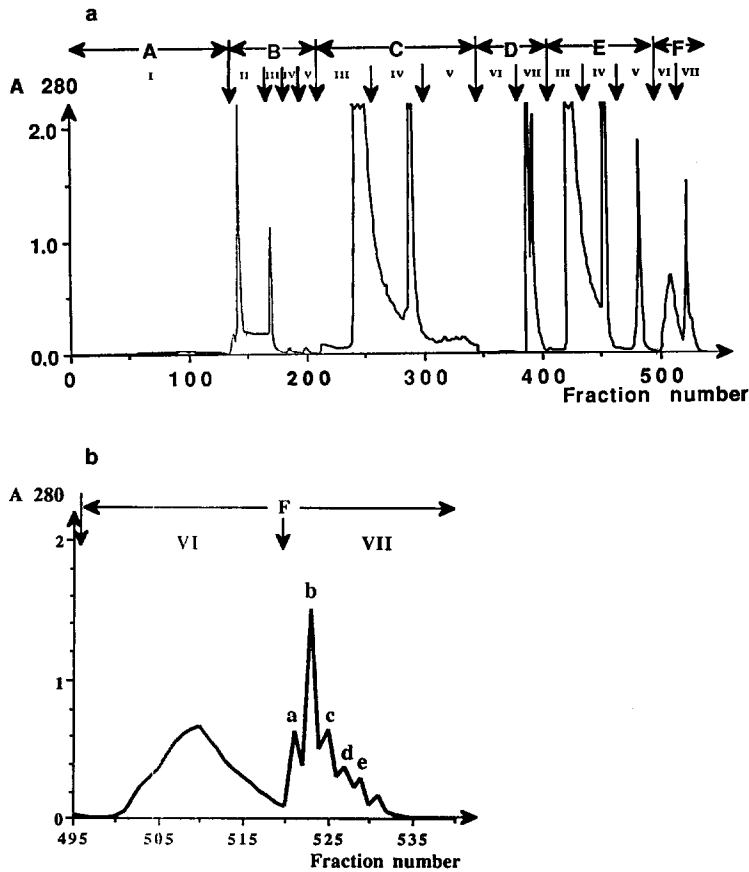 a
A B C D E F
I II III IV V III IV V VI VII III IV V VI VII
A 280
2.0
1.0
0.0
0 100 200 300 400 500
Fraction number
b
A 280
F
VI VII
2
b
a c
d e
1
0
495 505 515 525 535
Fraction number